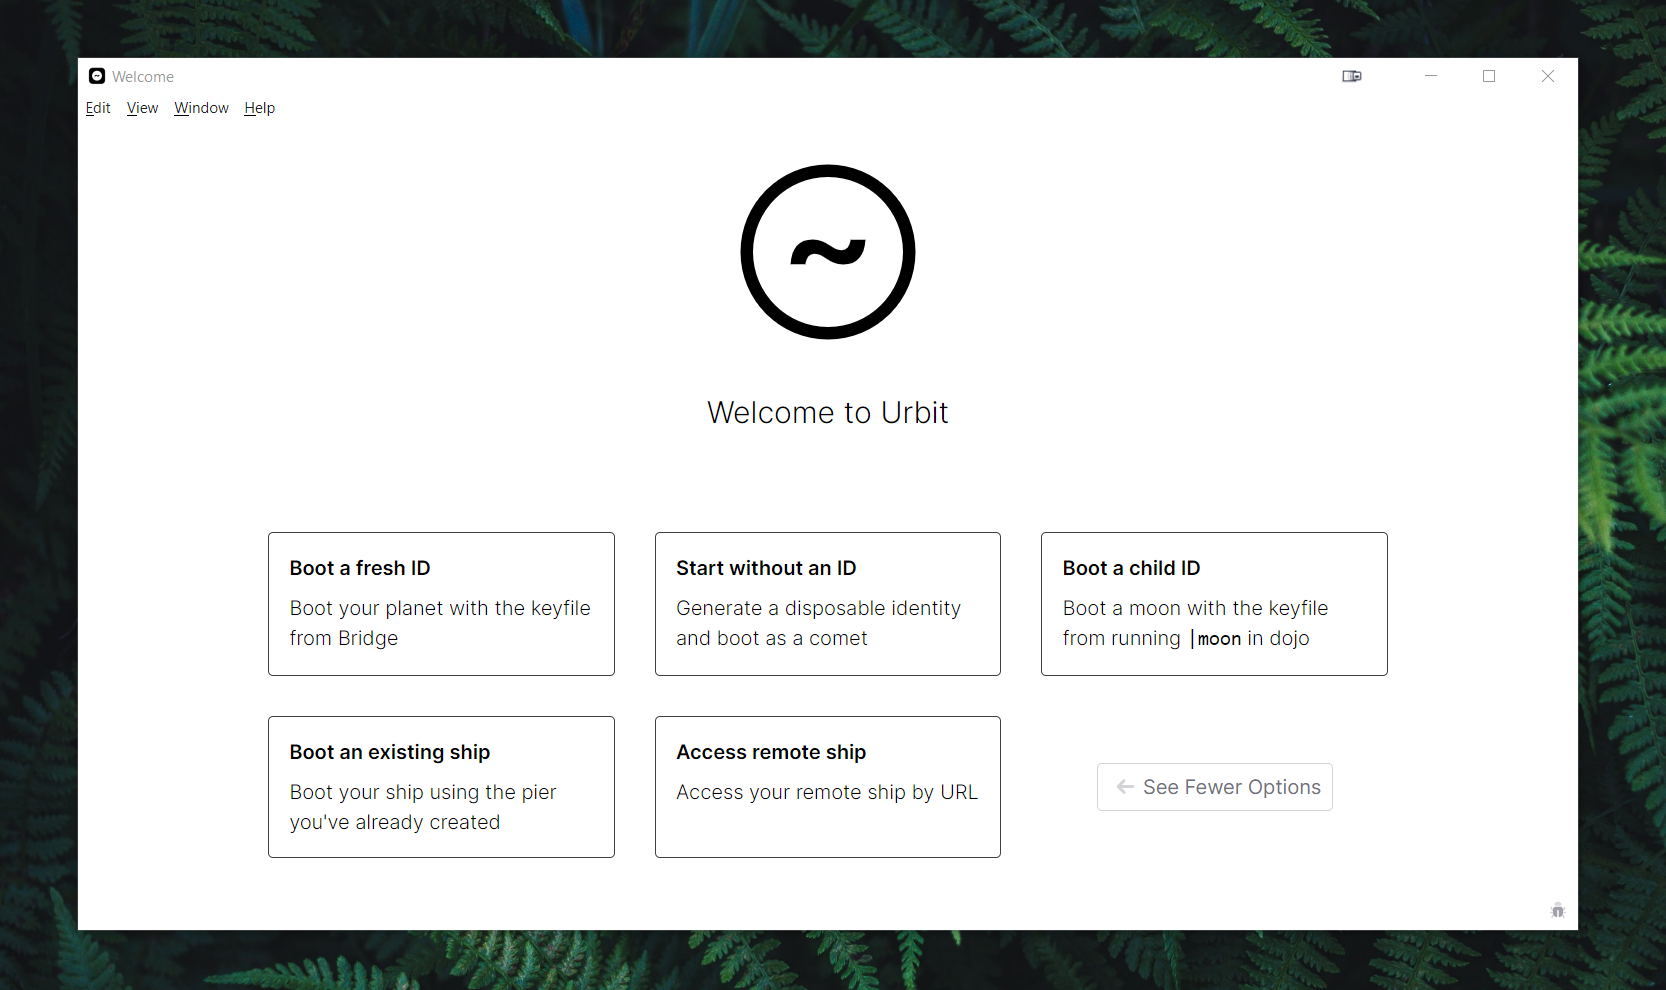 Welcome
Edit View Window Help
~
Welcome to Urbit
Boot a fresh ID
Boot your planet with the keyfile
from Bridge
Start without an ID
Generate a disposable identity
and boot as a comet
Boot a child ID
Boot a moon with the keyfile
from running |moon in dojo
Boot an existing ship
Boot your ship using the pier
you've already created
Access remote ship
Access your remote ship by URL
← See Fewer Options